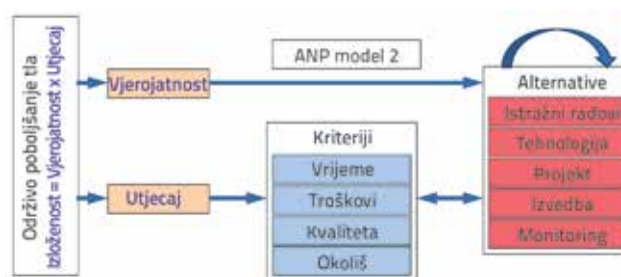 Održivo poboljšanje tla
Izloženost = Vjerojatnost x Utjecaj
Vjerojatnost
ANP model 2
Utjecaj
Kriteriji
Vrijeme
Troškovi
Kvaliteta
Okoliš
Alternative
Istražni radovi
Tehnologija
Projekt
Izvedba
Monitoring